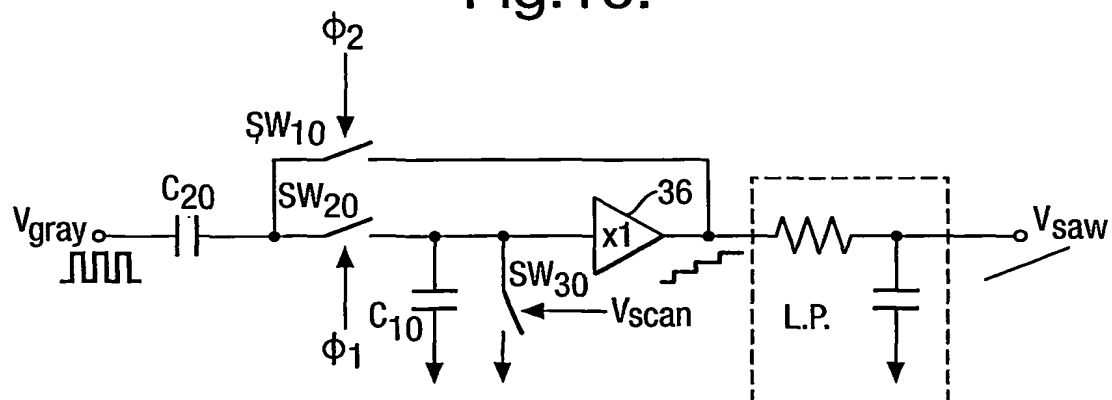 ϕ2
SW10
C20
SW20
36
Vgray
x1
Vsaw
SW30
C10
Vscan
L.P.
ϕ1